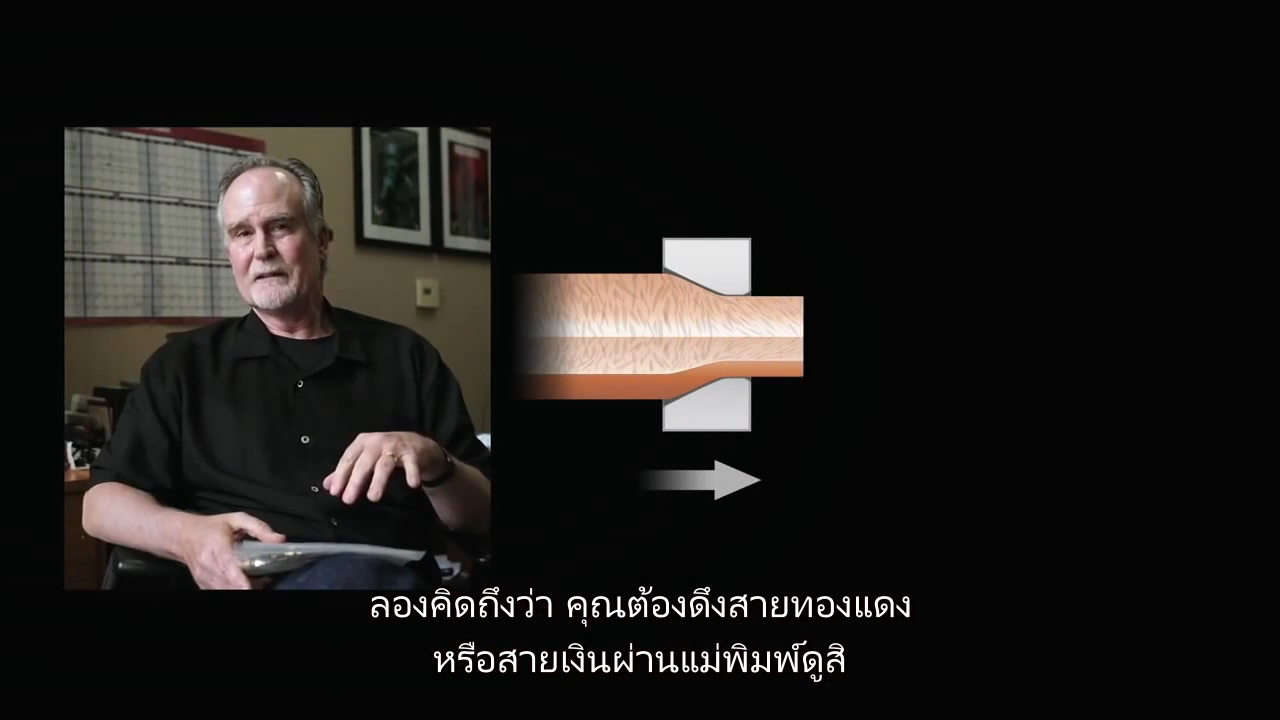 ลองคิดถึงว่า คุณต้องดึงสายทองแดง
หรือสายเงินผ่านแม่พิมพ์ดูสิ